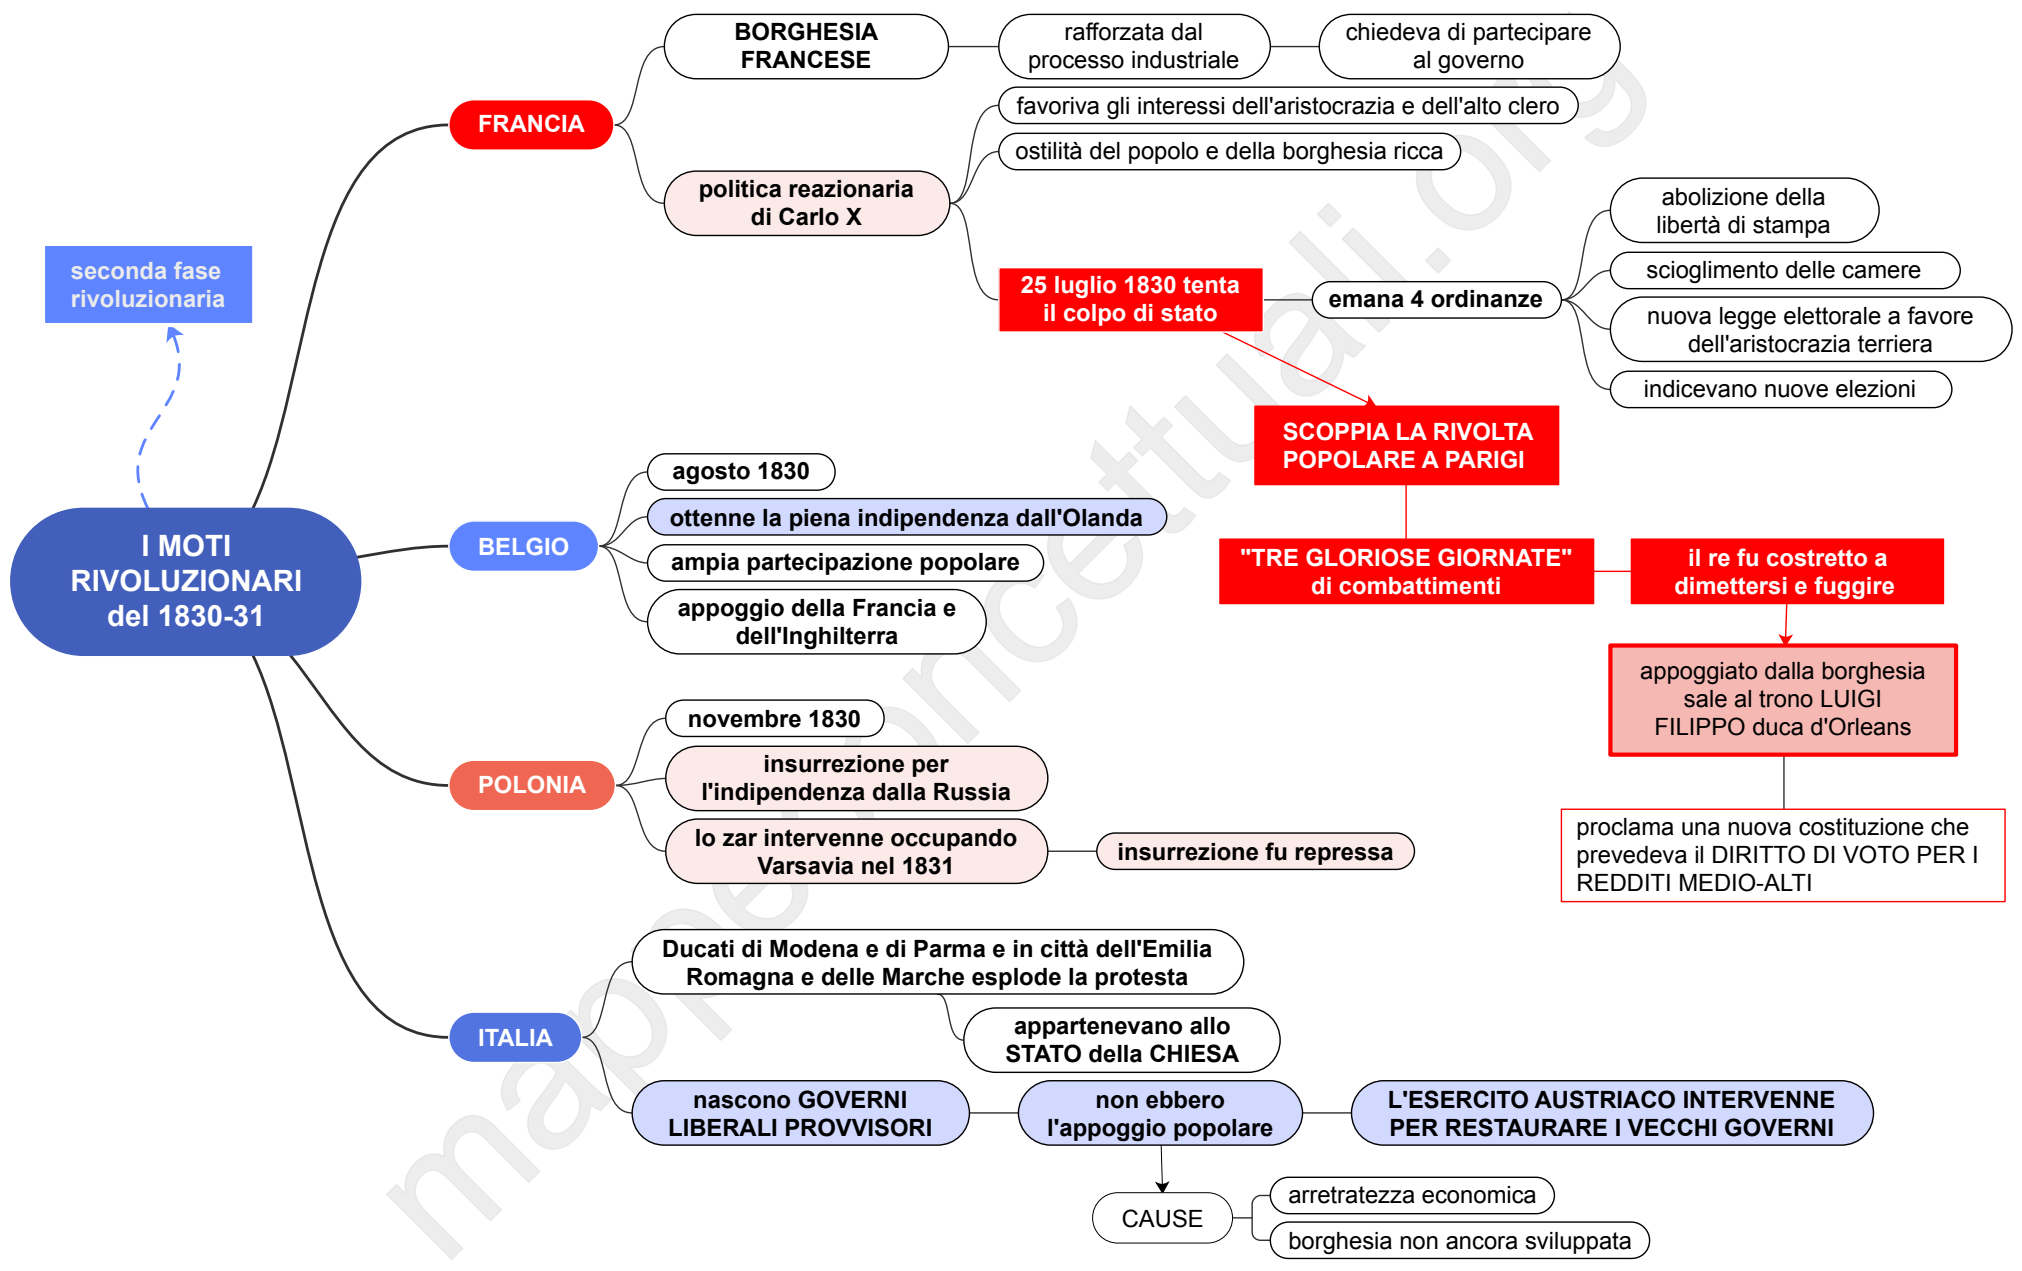 seconda fase
rivoluzionaria
I MOTI
RIVOLUZIONARI
del 1830-31
FRANCIA
BORGHESIA
FRANCESE
rafforzata dal
processo industriale
chiedeva di partecipare
al governo
politica reazionaria
di Carlo X
favoriva gli interessi dell'aristocrazia e dell'alto clero
ostilità del popolo e della borghesia ricca
25 luglio 1830 tenta
il colpo di stato
emana 4 ordinanze
abolizione della
libertà di stampa
scioglimento delle camere
nuova legge elettorale a favore
dell'aristocrazia terriera
indicevano nuove elezioni
SCOPPIA LA RIVOLTA
POPOLARE A PARIGI
"TRE GLORIOSE GIORNATE"
di combattimenti
il re fu costretto a
dimettersi e fuggire
appoggiato dalla borghesia
sale al trono LUIGI
FILIPPO duca d'Orleans
proclama una nuova costituzione che
prevedeva il DIRITTO DI VOTO PER I
REDDITI MEDIO-ALTI
BELGIO
agosto 1830
ottenne la piena indipendenza dall'Olanda
ampia partecipazione popolare
appoggio della Francia e
dell'Inghilterra
POLONIA
novembre 1830
insurrezione per
l'indipendenza dalla Russia
lo zar intervenne occupando
Varsavia nel 1831
insurrezione fu repressa
ITALIA
Ducati di Modena e di Parma e in città dell'Emilia
Romagna e delle Marche esplode la protesta
appartenevano allo
STATO della CHIESA
nascono GOVERNI
LIBERALI PROVVISORI
non ebbero
l'appoggio popolare
L'ESERCITO AUSTRIACO INTERVENNE
PER RESTAURARE I VECCHI GOVERNI
CAUSE
arretratezza economica
borghesia non ancora sviluppata
mappeconcettuali.org